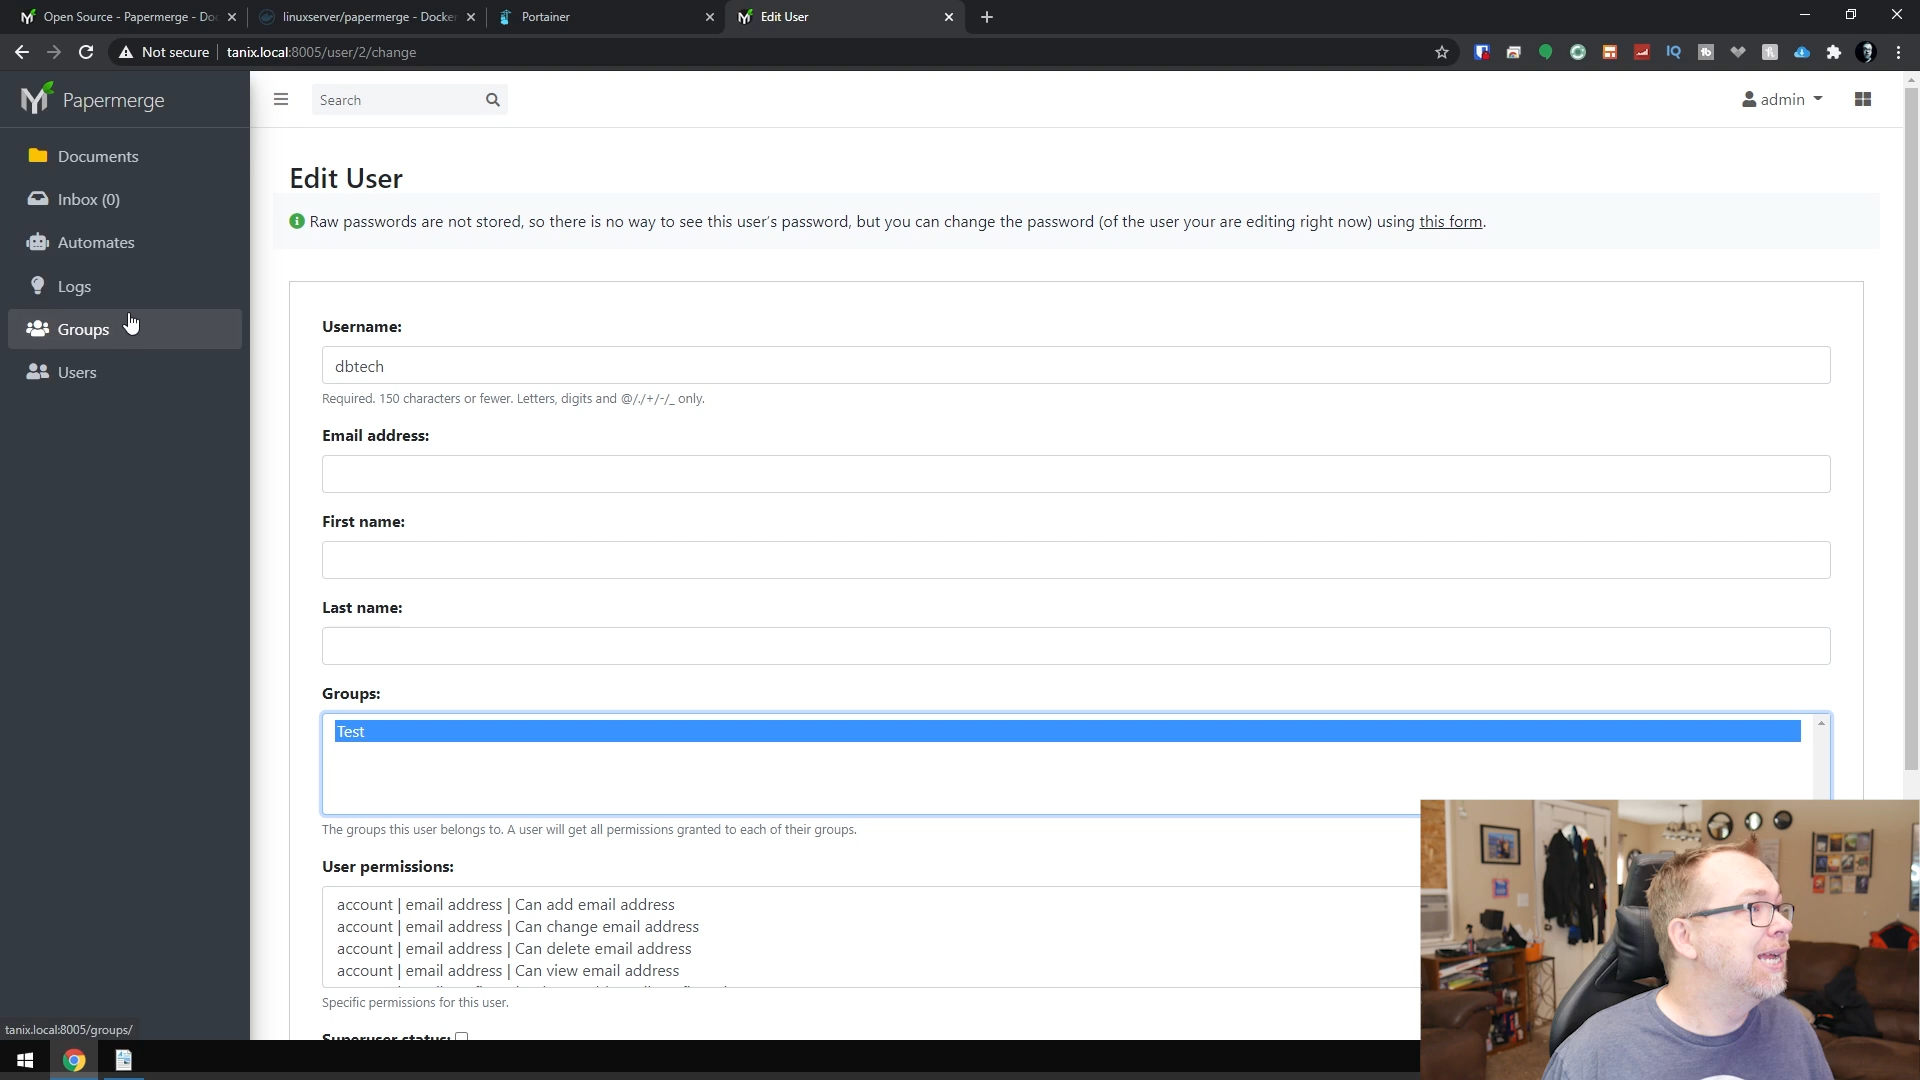 Open Source - Papermerge - Do
linuxserver/papermerge - Docker
Portainer
Edit User
Not secure
tanix.local:8005/user/2/change
Papermerge
Search
admin
Documents
Inbox (0)
Automates
Logs
Groups
Users
Edit User
Raw passwords are not stored, so there is no way to see this user's password, but you can change the password (of the user your are editing right now) using this form.
Username:
dbtech
Required. 150 characters or fewer. Letters, digits and @/./+/-/_ only.
Email address:
First name:
Last name:
Groups:
Test
The groups this user belongs to. A user will get all permissions granted to each of their groups.
User permissions:
account | email address | Can add email address
account | email address | Can change email address
account | email address | Can delete email address
account | email address | Can view email address
Specific permissions for this user.
Superuser status:
tanix.local:8005/groups/